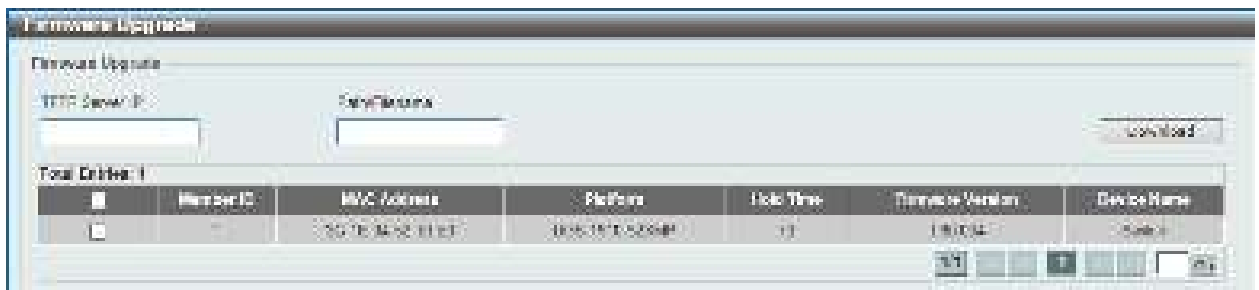 Firmware Upgrade
Firmware Upgrade
TFTP Server IP Path/Filename
Download
Total Entries: 1
Member ID MAC Address Platform Hold Time Firmware Version Device Name
1/1 1 Go